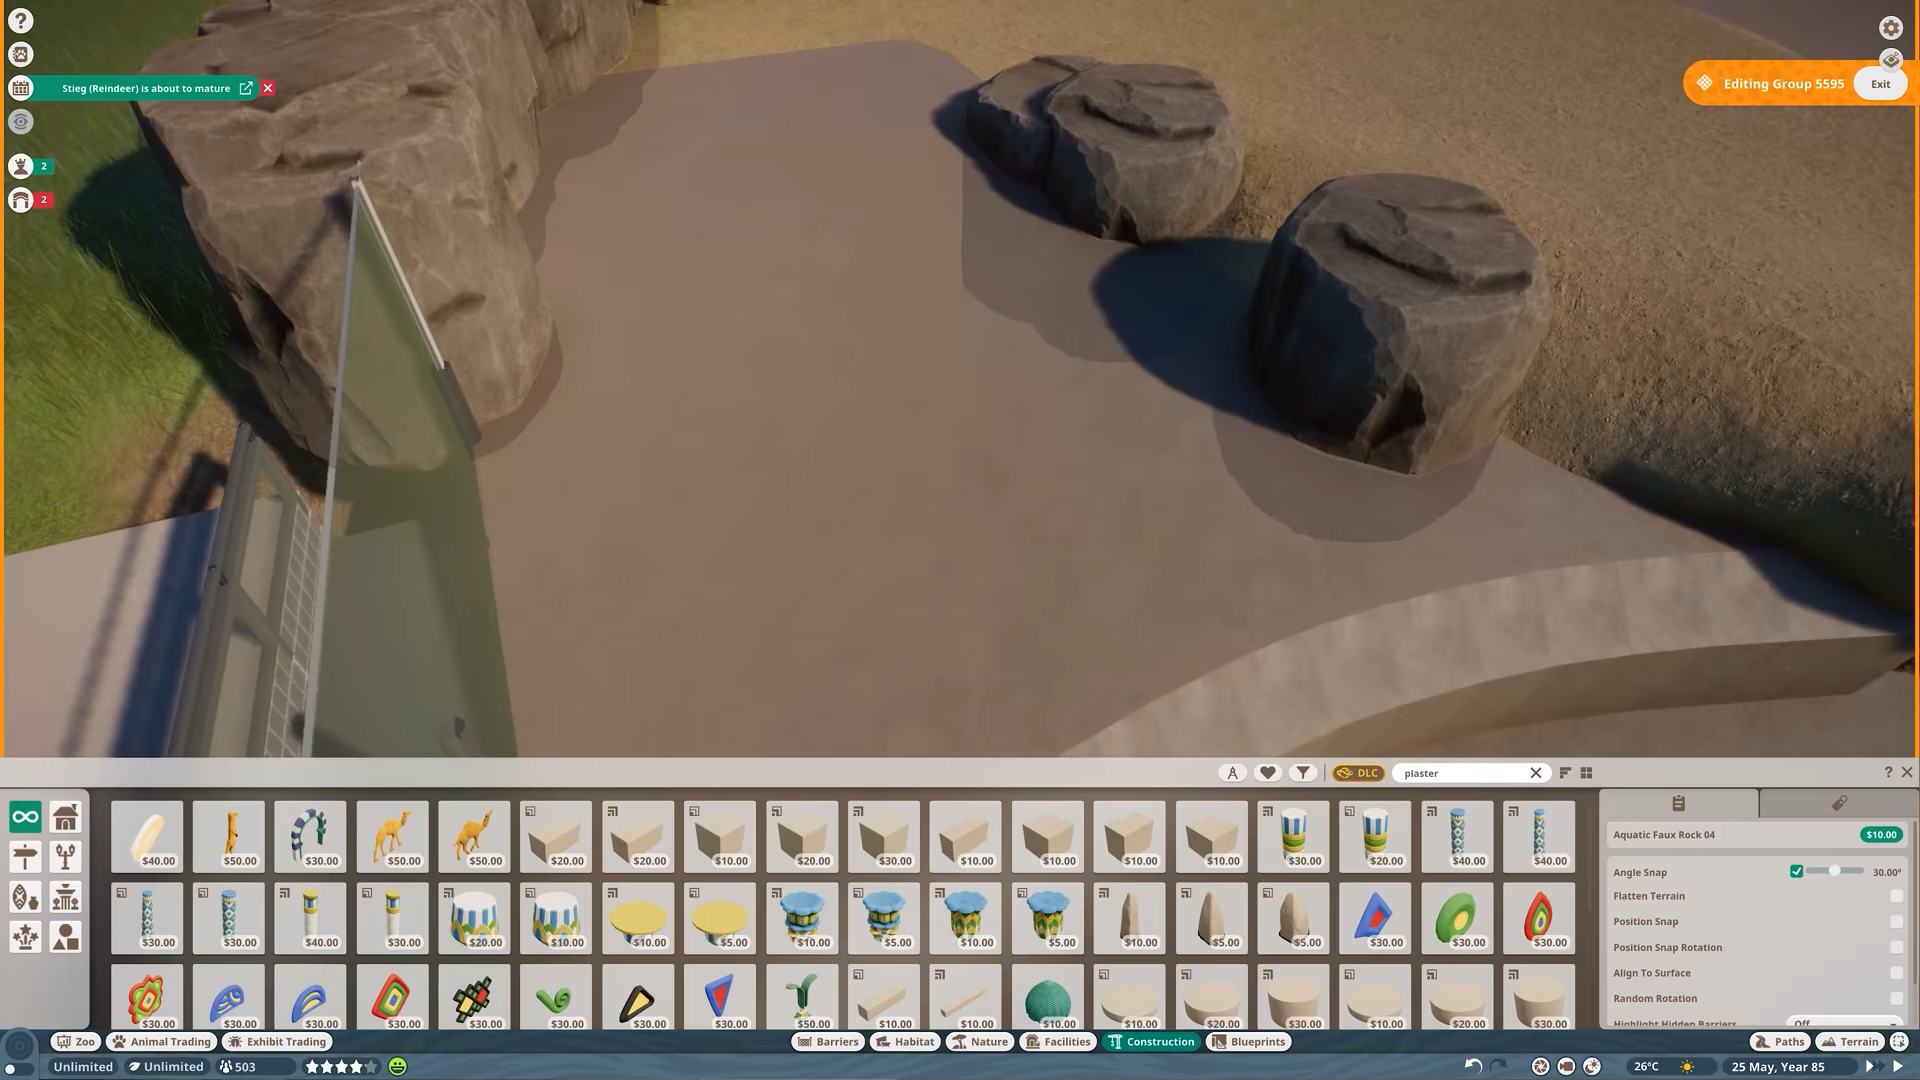 ?
Stieg (Reindeer) is about to mature
Editing Group 5595
Exit
2
2
DLC
plaster
?
$40.00 $50.00 $30.00 $50.00 $50.00 $20.00 $20.00 $10.00 $20.00 $30.00 $10.00 $10.00 $10.00 $10.00 $30.00 $20.00 $40.00 $40.00
$30.00 $30.00 $40.00 $30.00 $20.00 $10.00 $10.00 $5.00 $10.00 $5.00 $10.00 $5.00 $10.00 $5.00 $5.00 $30.00 $30.00 $30.00
$30.00 $30.00 $30.00 $30.00 $30.00 $30.00 $30.00 $30.00 $50.00 $10.00 $10.00 $10.00 $10.00 $20.00 $30.00 $10.00 $20.00 $30.00
Aquatic Faux Rock 04 $10.00
Angle Snap 30.00°
Flatten Terrain
Position Snap
Position Snap Rotation
Align To Surface
Random Rotation
Highlight Hidden Barriers Off
Zoo Animal Trading Exhibit Trading Barriers Habitat Nature Facilities Construction Blueprints Paths Terrain
Unlimited Unlimited 503 26°C 25 May, Year 85